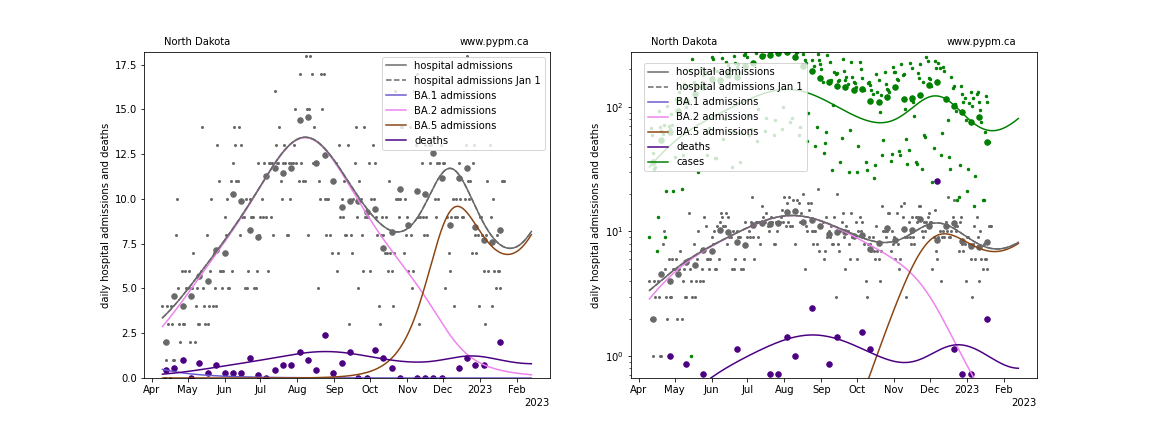 North Dakota www.pypm.ca
daily hospital admissions and deaths
17.5
15.0
12.5
10.0
7.5
5.0
2.5
0.0
hospital admissions
hospital admissions Jan 1
BA.1 admissions
BA.2 admissions
BA.5 admissions
deaths
Apr May Jun Jul Aug Sep Oct Nov Dec 2023 Feb
2023
North Dakota www.pypm.ca
daily hospital admissions and deaths
10²
10¹
10⁰
hospital admissions
hospital admissions Jan 1
BA.1 admissions
BA.2 admissions
BA.5 admissions
deaths
cases
Apr May Jun Jul Aug Sep Oct Nov Dec 2023 Feb
2023